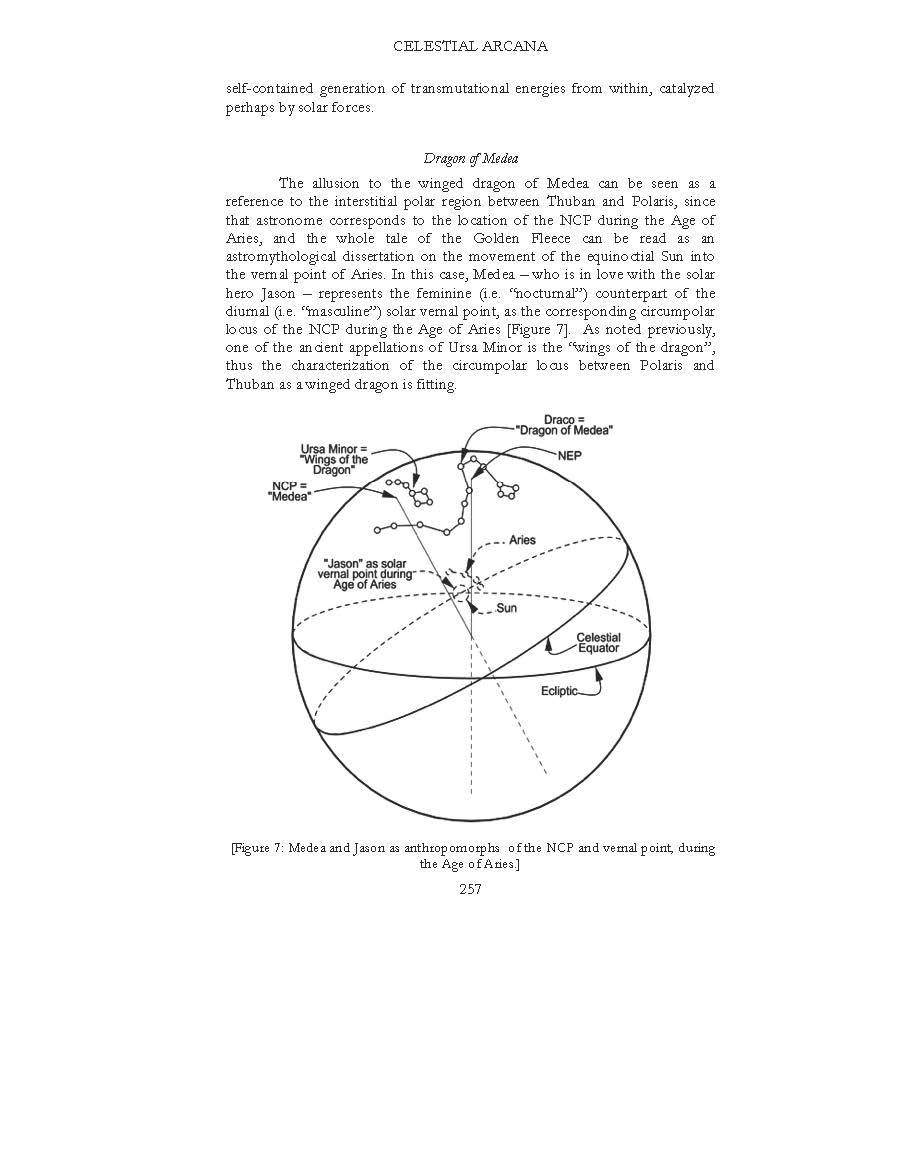 CELESTIAL ARCANA
self-contained generation of transmutational energies from within, catalyzed
perhaps by solar forces.
Dragon of Medea
The allusion to the winged dragon of Medea can be seen as a
reference to the interstitial polar region between Thuban and Polaris, since
that astronome corresponds to the location of the NCP during the Age of
Aries, and the whole tale of the Golden Fleece can be read as an
astromythological dissertation on the movement of the equinoctial Sun into
the vernal point of Aries. In this case, Medea – who is in love with the solar
hero Jason – represents the feminine (i.e. “nocturnal”) counterpart of the
diurnal (i.e. “masculine”) solar vernal point, as the corresponding circumpolar
locus of the NCP during the Age of Aries [Figure 7]. As noted previously,
one of the ancient appellations of Ursa Minor is the “wings of the dragon”,
thus the characterization of the circumpolar locus between Polaris and
Thuban as a winged dragon is fitting.
Draco =
"Dragon of Medea"
Ursa Minor =
"Wings of the
Dragon"
NEP
NCP =
"Medea"
Aries
"Jason" as solar
vernal point during
Age of Aries
Sun
Celestial
Equator
Ecliptic
[Figure 7: Medea and Jason as anthropomorphs of the NCP and vernal point, during
the Age of Aries.]
257